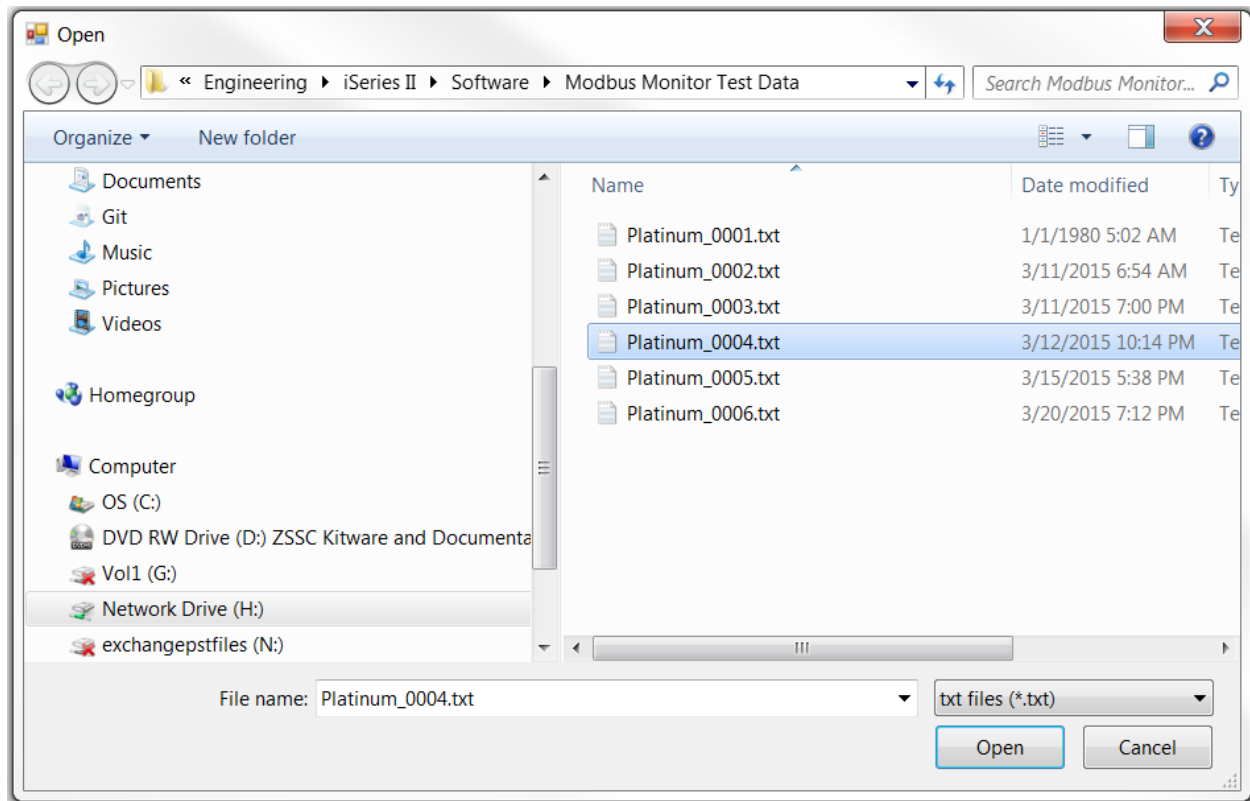 Open
« Engineering ▸ iSeries II ▸ Software ▸ Modbus Monitor Test Data
Search Modbus Monitor...
Organize
New folder
Documents
Git
Music
Pictures
Videos
Homegroup
Computer
OS (C:)
DVD RW Drive (D:) ZSSC Kitware and Documenta
Vol1 (G:)
Network Drive (H:)
exchangepstfiles (N:)
Name Date modified Ty
Platinum_0001.txt 1/1/1980 5:02 AM Te
Platinum_0002.txt 3/11/2015 6:54 AM Te
Platinum_0003.txt 3/11/2015 7:00 PM Te
Platinum_0004.txt 3/12/2015 10:14 PM Te
Platinum_0005.txt 3/15/2015 5:38 PM Te
Platinum_0006.txt 3/20/2015 7:12 PM Te
File name: Platinum_0004.txt
txt files (*.txt)
Open
Cancel